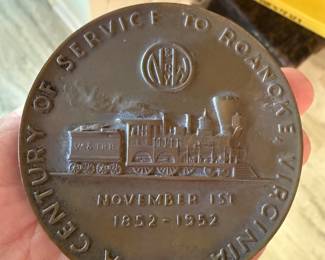 A CENTURY OF SERVICE TO ROANOKE, VIRGINIA
NW
NOVEMBER 1ST
1852-1952